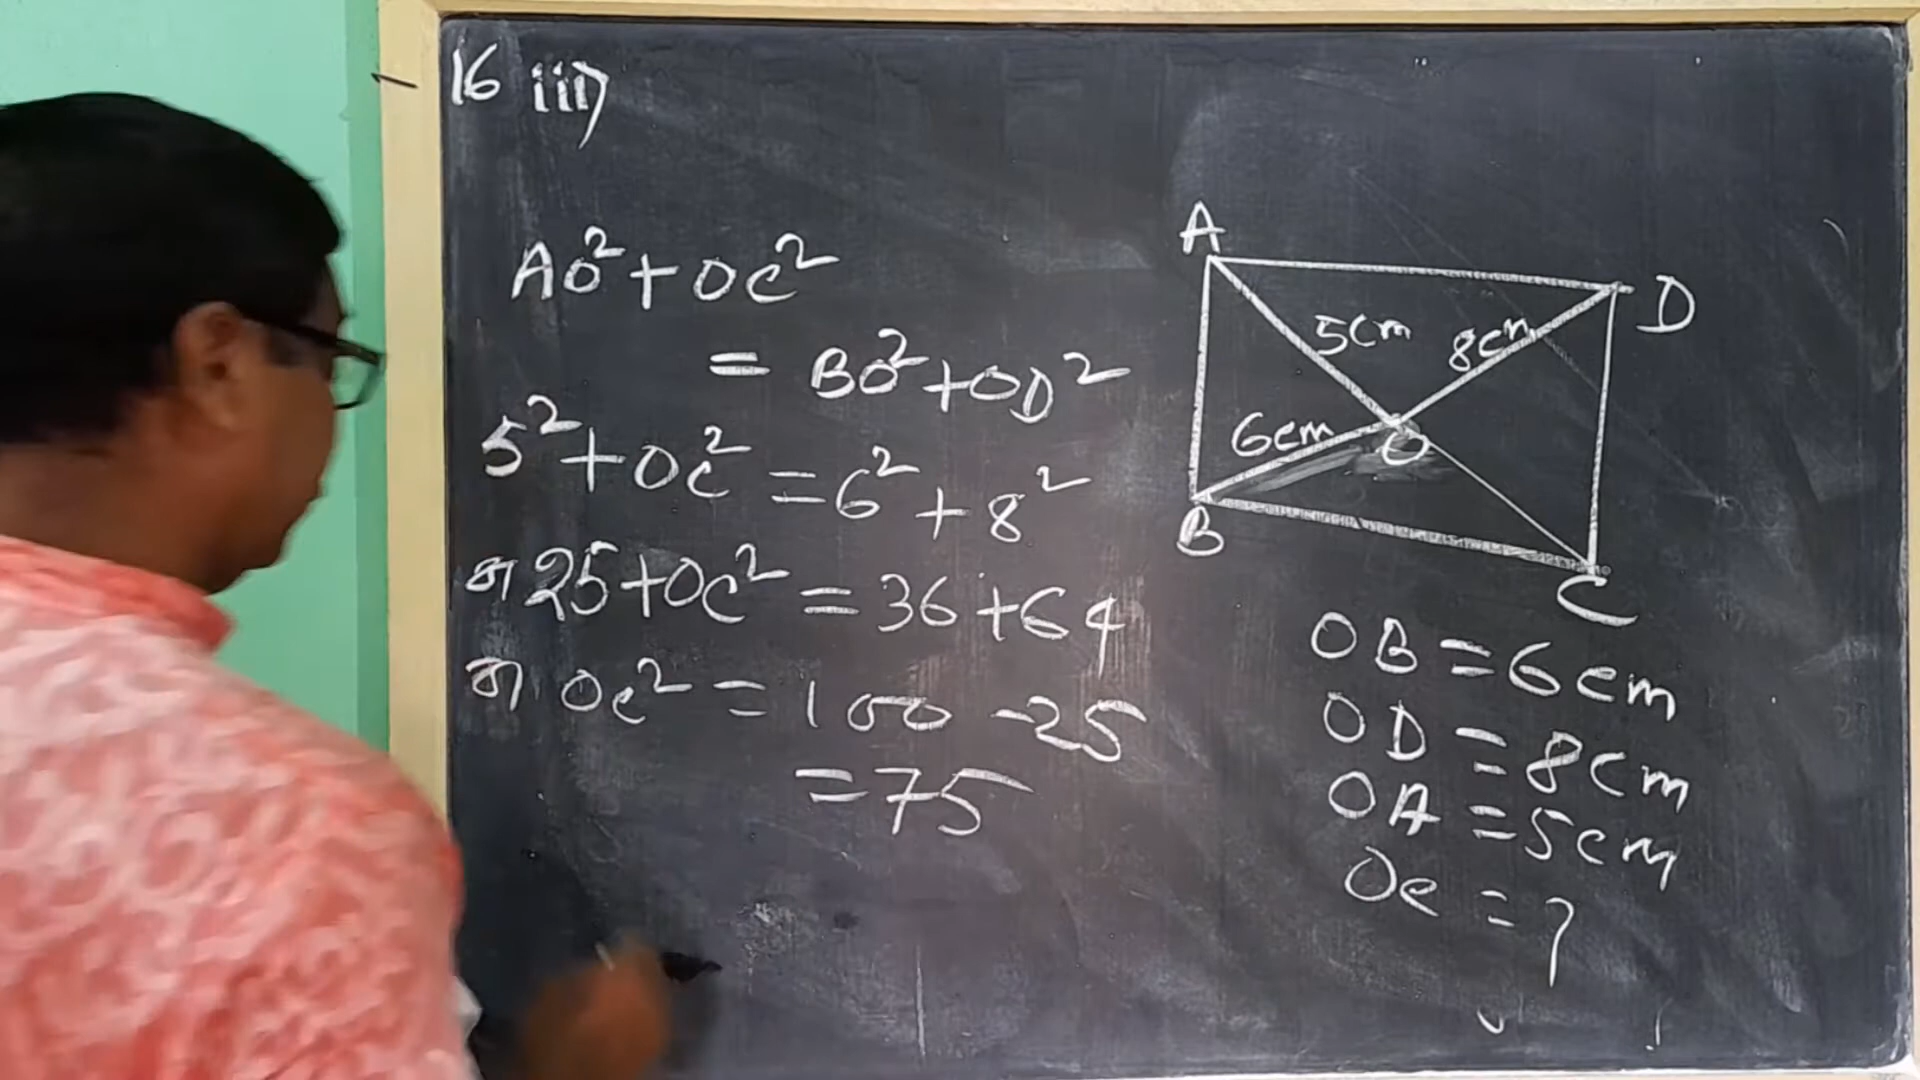 16 iii)
AO²+OC²
= BO²+OD²
5²+OC² = 6²+8²
বা 25+OC² = 36+64
বা OC² = 100-25
= 75
A
D
5cm 8cm
6cm
O
B
C
OB = 6cm
OD = 8cm
OA = 5cm
OC = ?